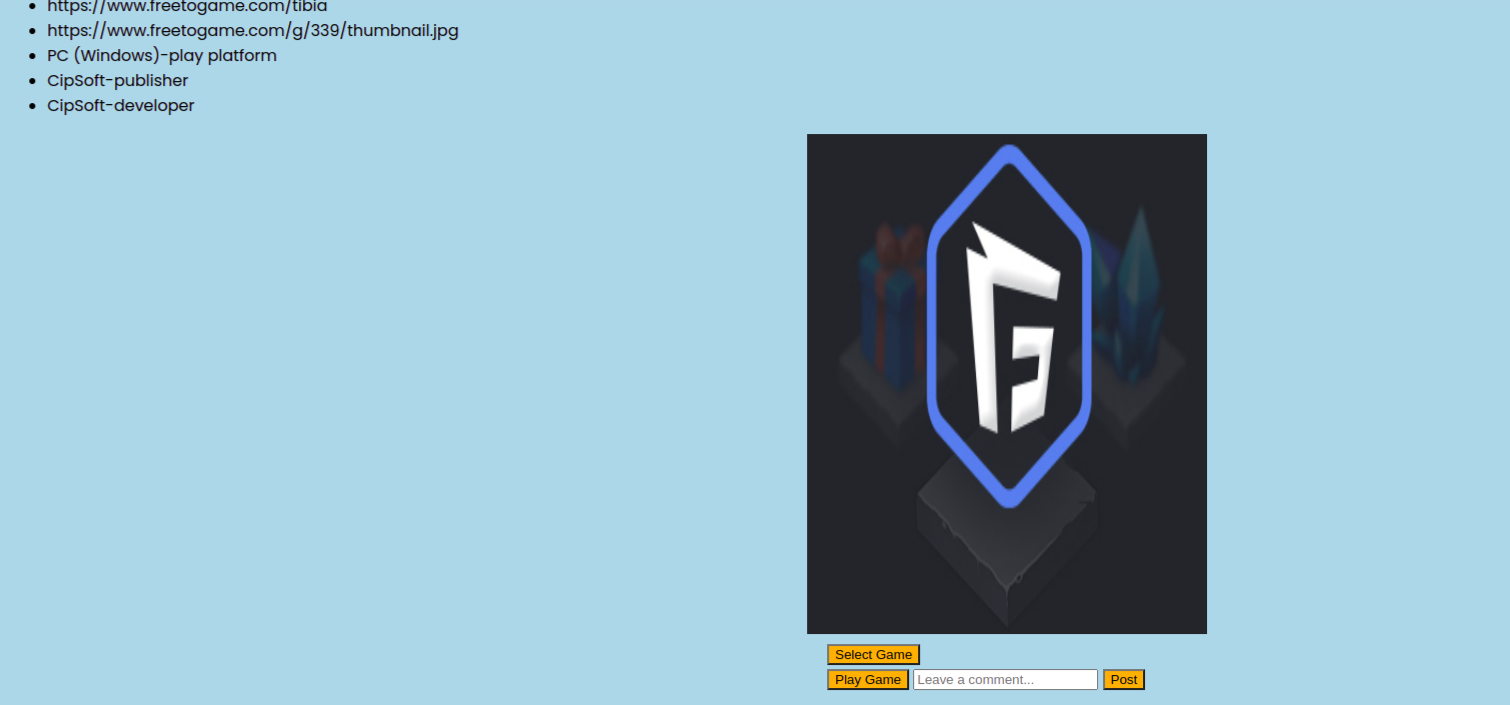 https://www.freetogame.com/tibia
https://www.freetogame.com/g/339/thumbnail.jpg
PC (Windows)-play platform
CipSoft-publisher
CipSoft-developer
Select Game
Play Game Leave a comment... Post